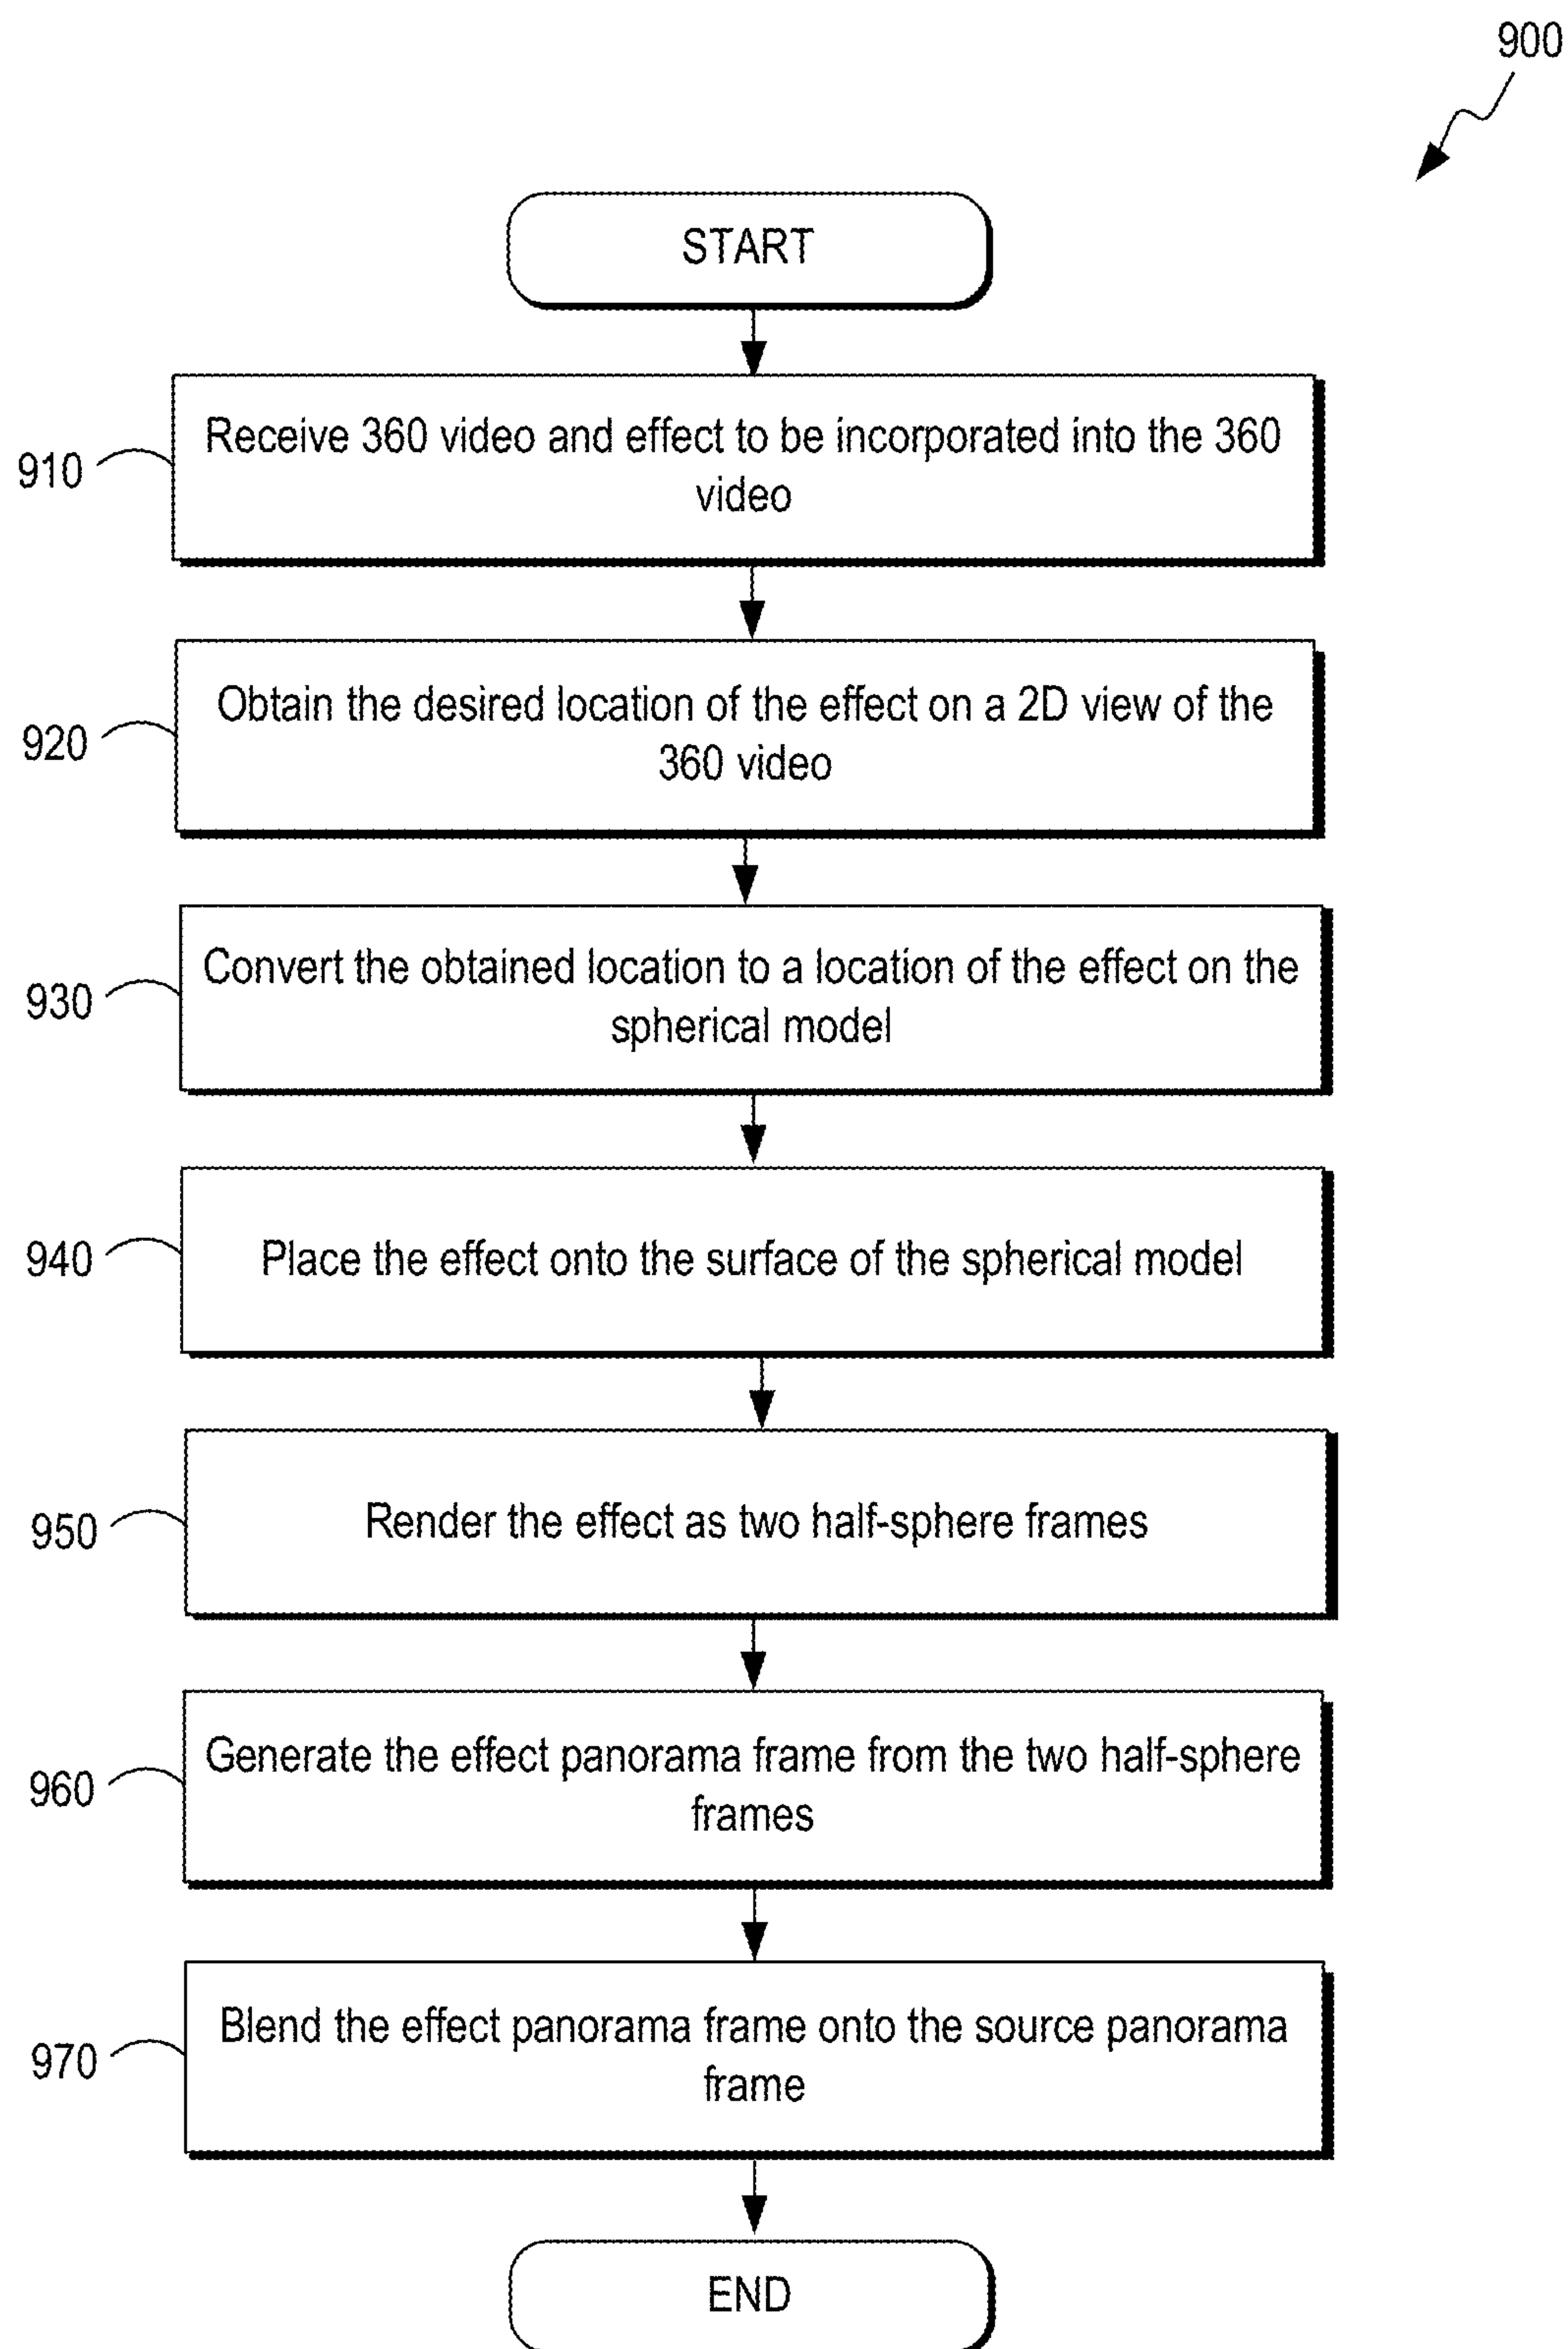 900
START
910
Receive 360 video and effect to be incorporated into the 360
video
920
Obtain the desired location of the effect on a 2D view of the
360 video
930
Convert the obtained location to a location of the effect on the
spherical model
940
Place the effect onto the surface of the spherical model
950
Render the effect as two half-sphere frames
960
Generate the effect panorama frame from the two half-sphere
frames
970
Blend the effect panorama frame onto the source panorama
frame
END